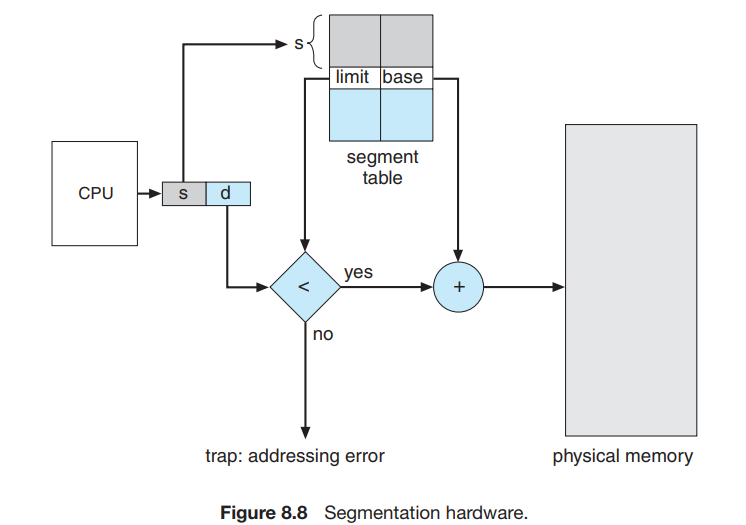 s
limit base
segment
table
CPU
s d
<
yes
+
no
trap: addressing error
physical memory
Figure 8.8 Segmentation hardware.